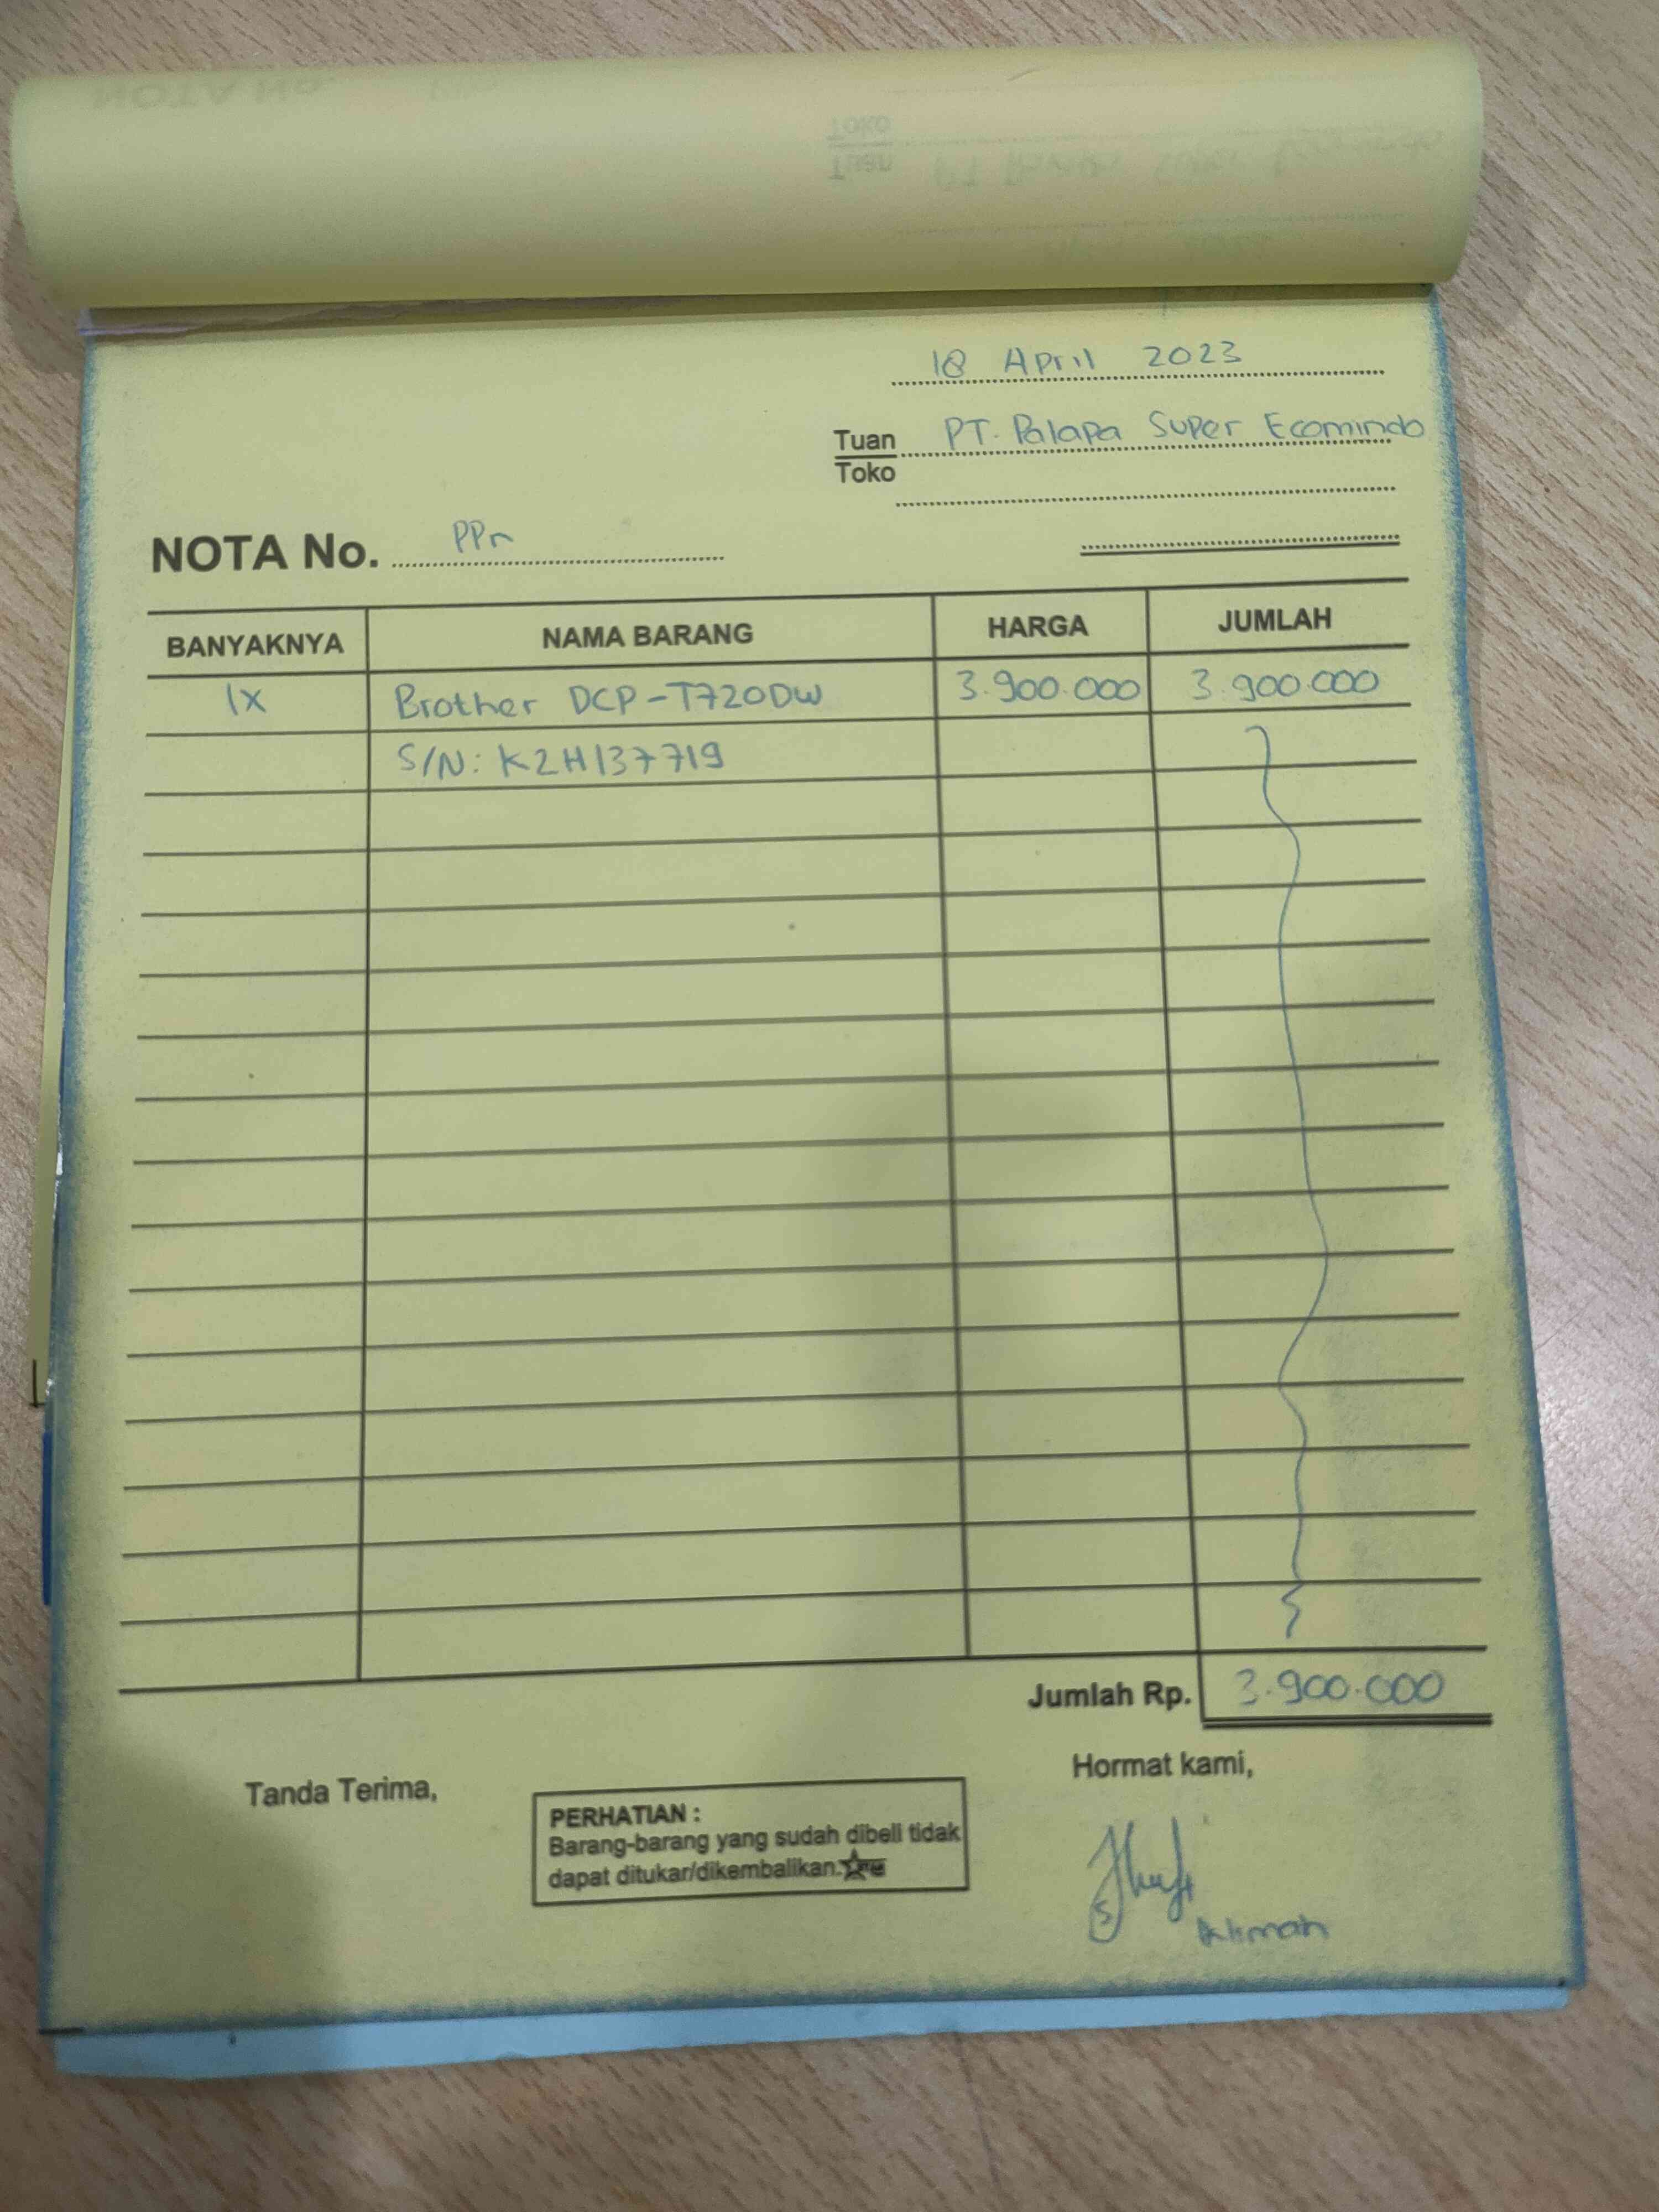 18 April 2023
Tuan PT. Palapa Super Ecomindo
Toko
NOTA No. PPn
BANYAKNYA NAMA BARANG HARGA JUMLAH
1x Brother DCP-T720DW 3.900.000 3.900.000
S/N: K2H137719
Jumlah Rp. 3.900.000
Tanda Terima,
Hormat kami,
PERHATIAN :
Barang-barang yang sudah dibeli tidak
dapat ditukar/dikembalikan.